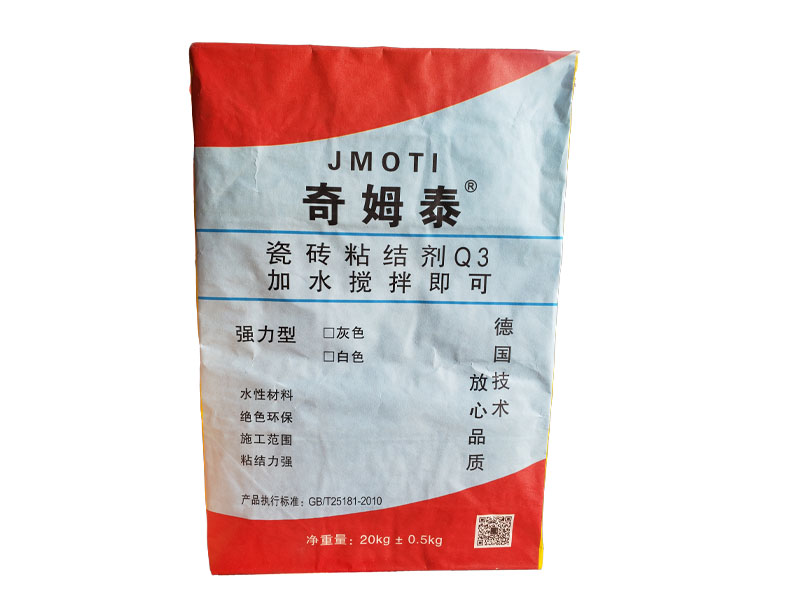 JMOTI
奇姆泰®
瓷砖粘结剂Q3
加水搅拌即可
强力型
□灰色
□白色
德国技术
放心品质
水性材料
绝色环保
施工范围
粘结力强
产品执行标准：GB/T25181-2010
净重量：20kg ± 0.5kg